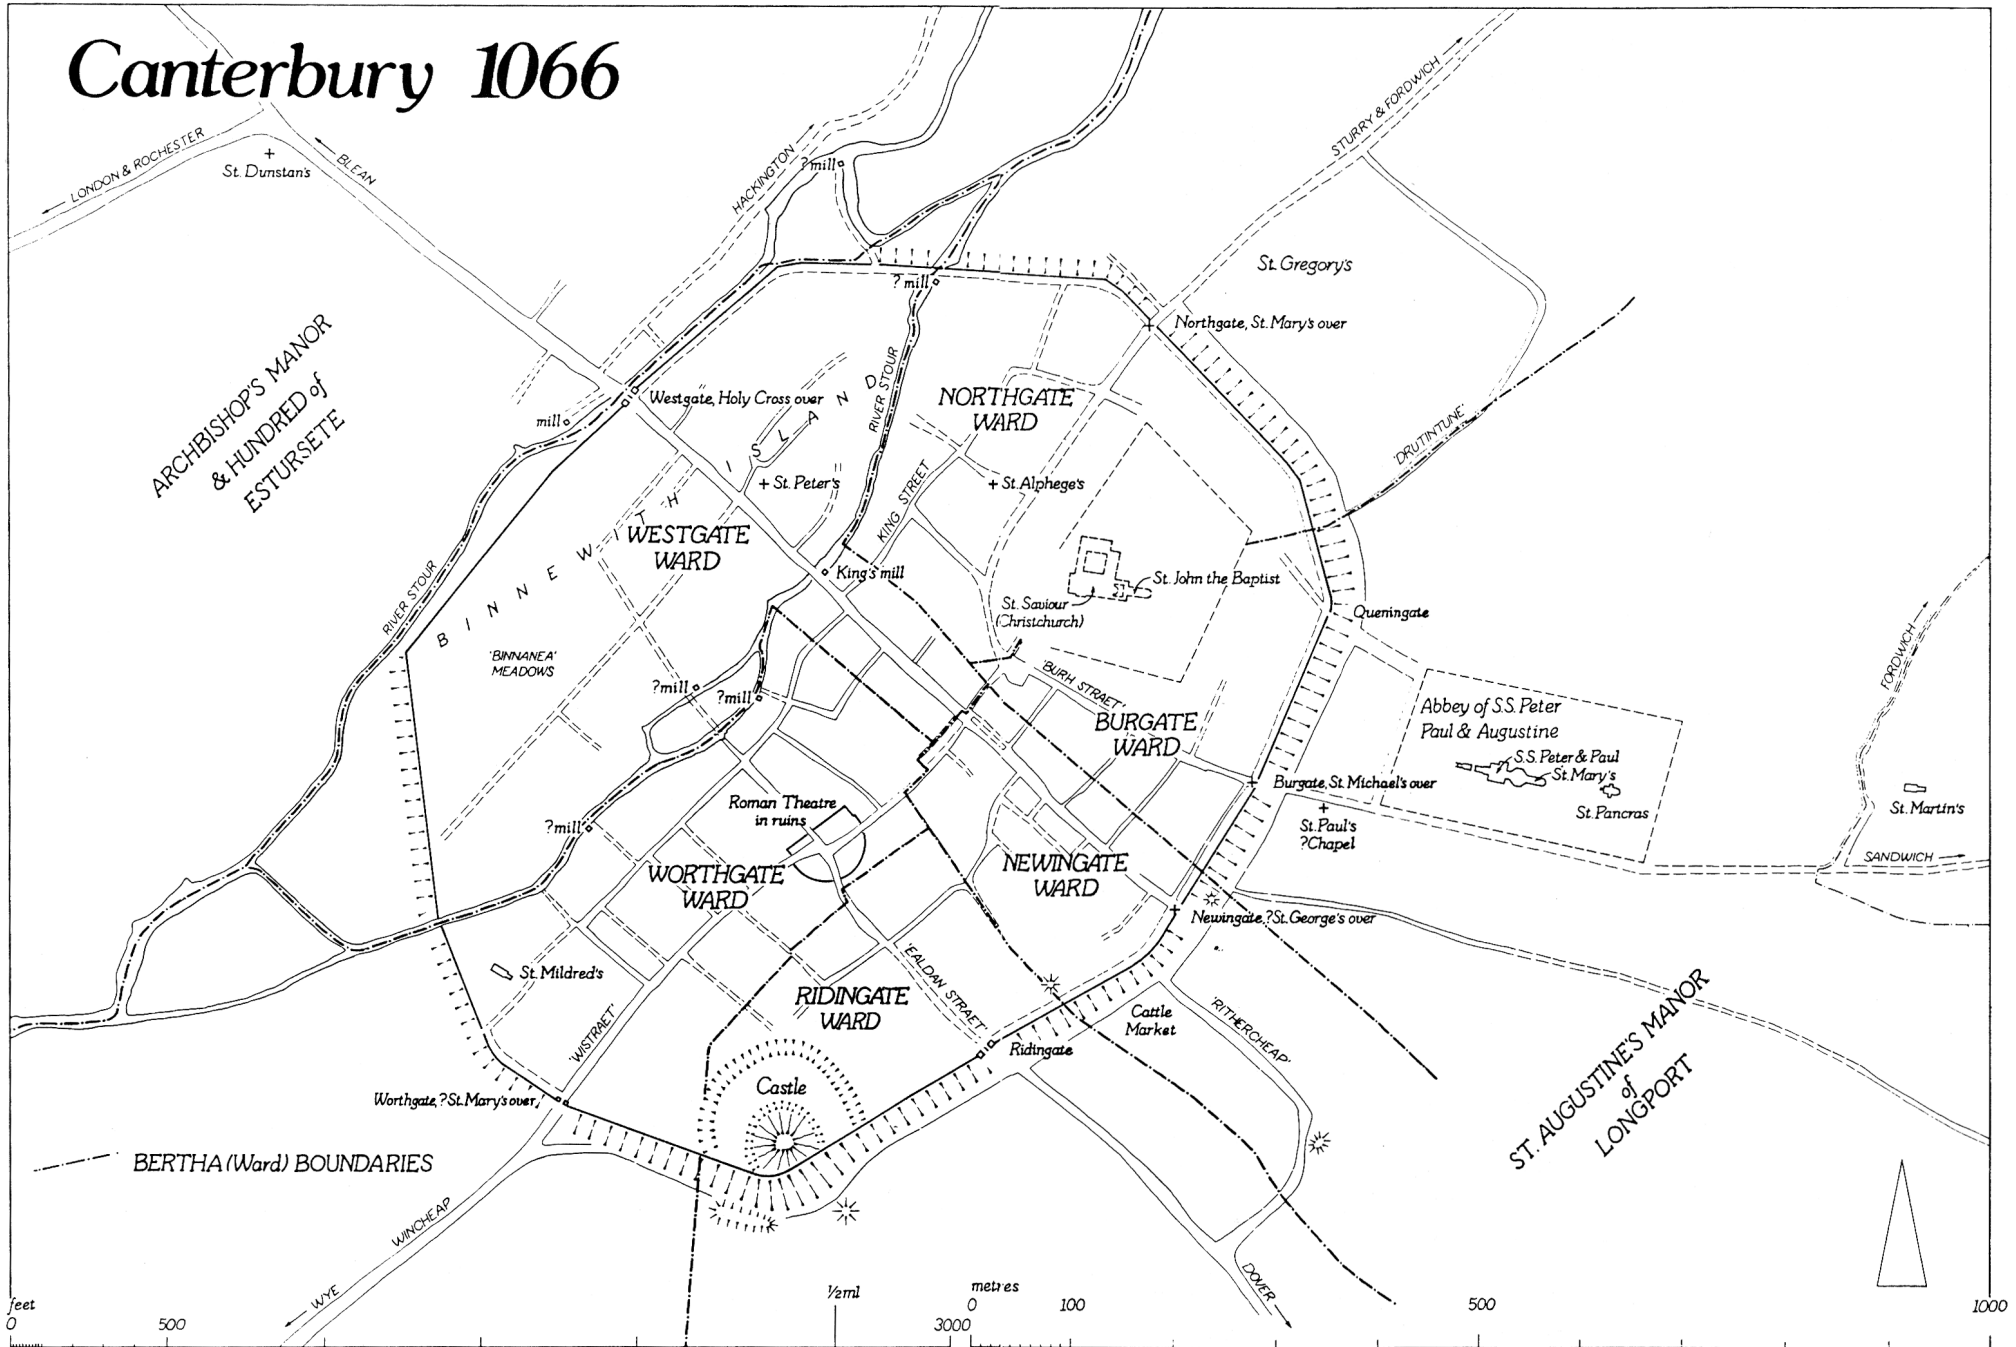 Canterbury 1066
LONDON & ROCHESTER
St. Dunstan's
BLEAN
HACKINGTON
?mill
STURRY & FORDWICH
St. Gregory's
? mill
Northgate, St. Mary's over
ARCHBISHOP'S MANOR
& HUNDRED of
ESTURSETE
Westgate, Holy Cross over
mill
RIVER STOUR
NORTHGATE
WARD
'DRUTINTUNE'
BINNEWITH ISLAND
St. Peter's
KING STREET
St. Alphege's
WESTGATE
WARD
King's mill
St. John the Baptist
St. Saviour
(Christchurch)
Queningate
RIVER STOUR
'BINNANEA'
MEADOWS
'BURH STRAET'
FORDWICH
?mill
?mill
BURGATE
WARD
Abbey of S.S. Peter
Paul & Augustine
S.S. Peter & Paul
St. Mary's
St. Pancras
St. Martin's
Burgate, St. Michael's over
St. Paul's
?Chapel
SANDWICH
Roman Theatre
in ruins
?mill
WORTHGATE
WARD
NEWINGATE
WARD
Newingate, ?St. George's over
St. Mildred's
'EALDAN STRAET'
RIDINGATE
WARD
Cattle
Market
'RITHERCHEAP'
ST. AUGUSTINE'S MANOR
of
LONGPORT
'WISTRAET'
Ridingate
Castle
Worthgate, ?St. Mary's over
BERTHA (Ward) BOUNDARIES
WINCHEAP
WYE
DOVER
feet
0
500
½ml
3000
metres
0
100
500
1000